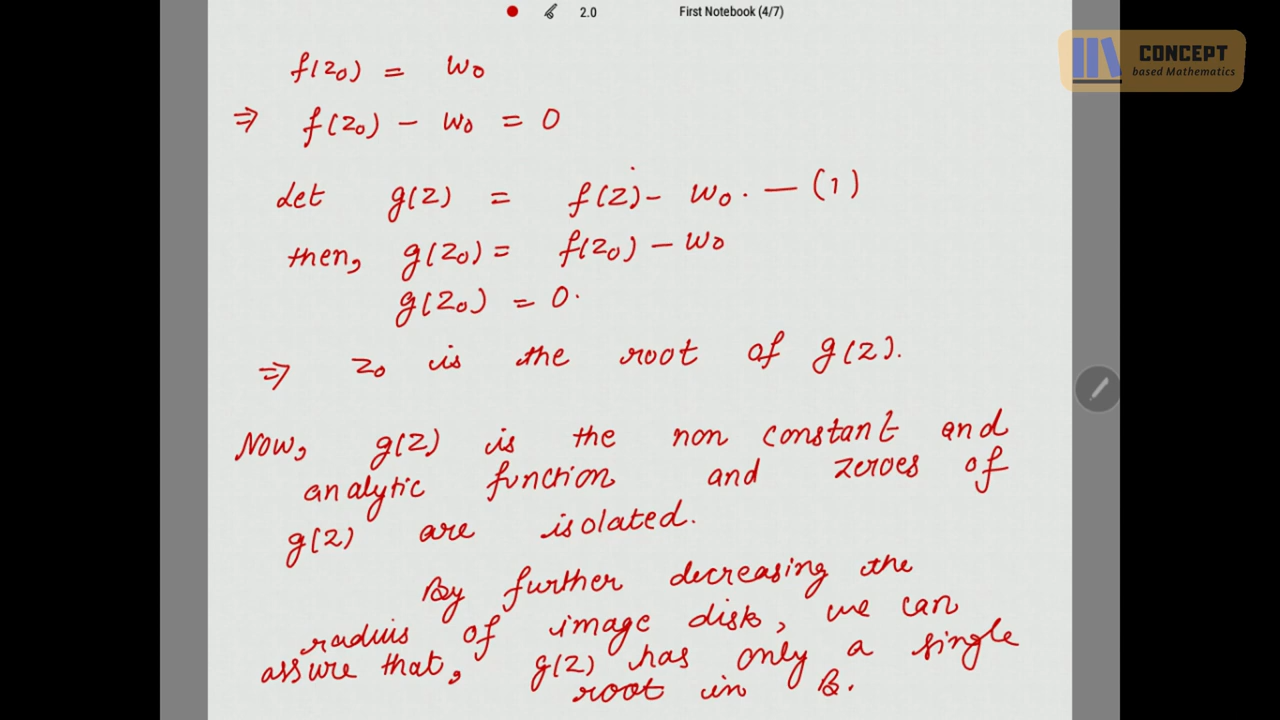 2.0 First Notebook (4/7)
CONCEPT
based Mathematics
f(z₀) = w₀
⇒ f(z₀) - w₀ = 0
Let g(z) = f(z) - w₀. — (1)
then, g(z₀) = f(z₀) - w₀
g(z₀) = 0.
⇒ z₀ is the root of g(z).
Now, g(z) is the non constant and
analytic function and zeroes of
g(z) are isolated.
By further decreasing the
radius of image disk, we can
assure that, g(z) has only a single
root in B.